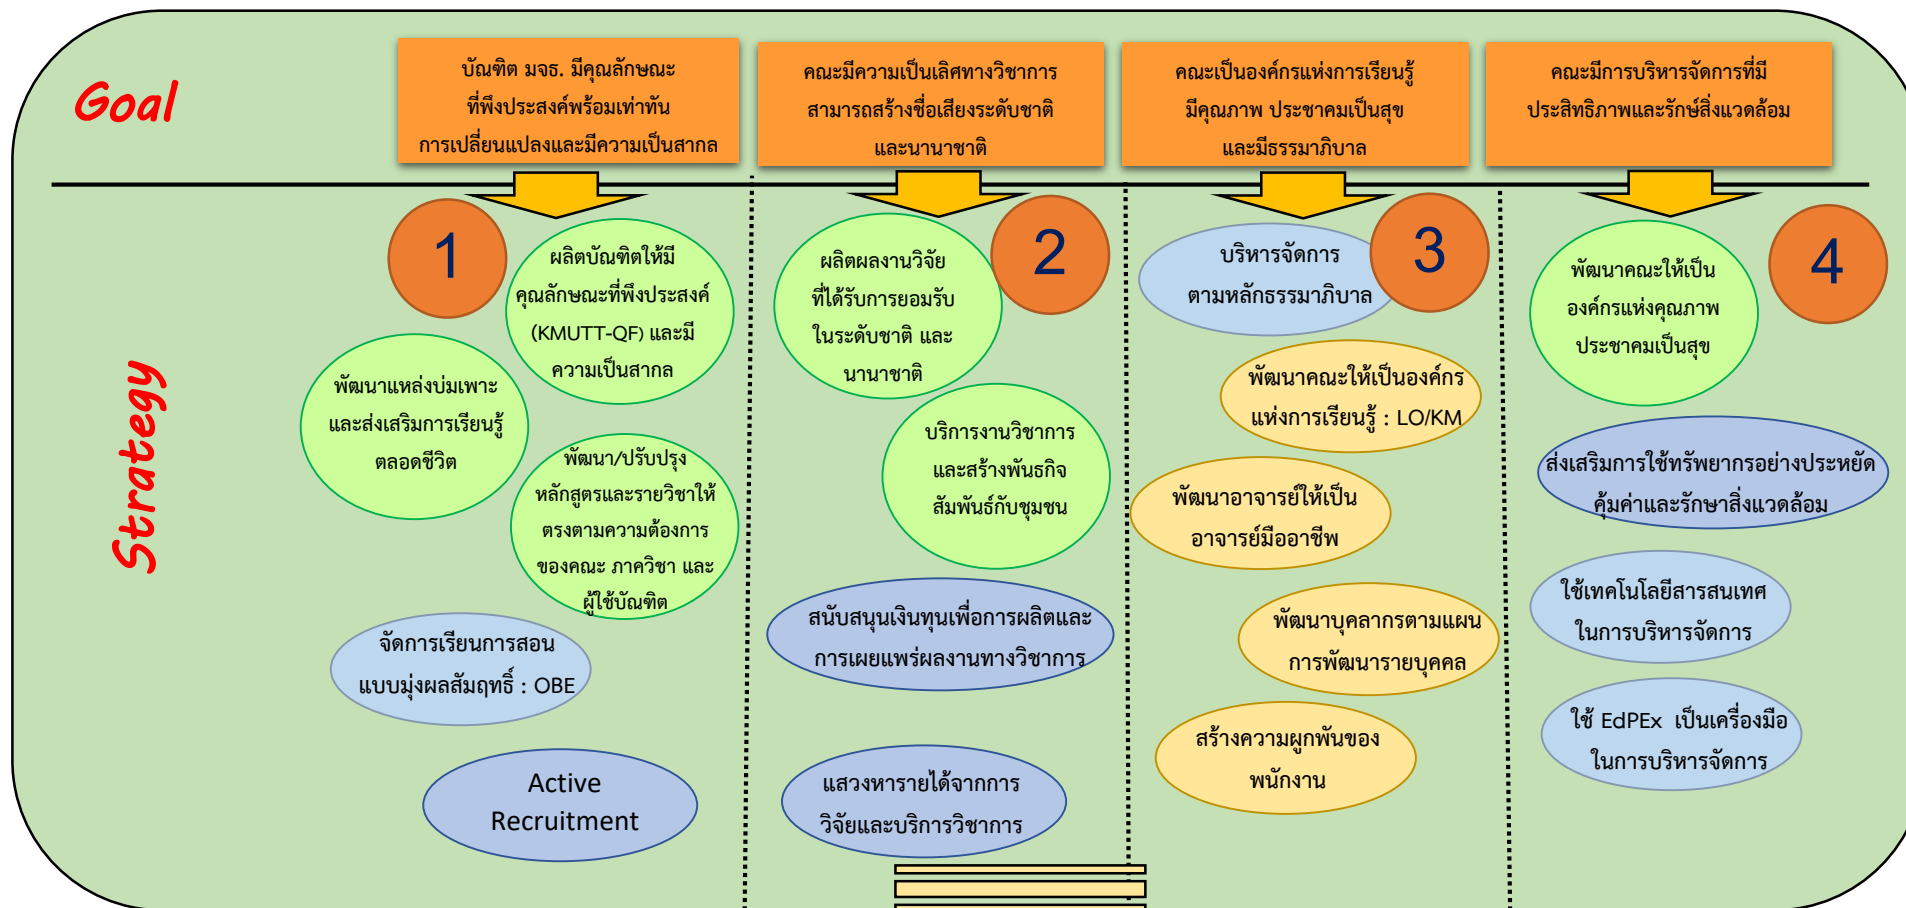 Goal
บัณฑิต มจธ. มีคุณลักษณะ
ที่พึงประสงค์พร้อมเท่าทัน
การเปลี่ยนแปลงและมีความเป็นสากล
คณะมีความเป็นเลิศทางวิชาการ
สามารถสร้างชื่อเสียงระดับชาติ
และนานาชาติ
คณะเป็นองค์กรแห่งการเรียนรู้
มีคุณภาพ ประชาคมเป็นสุข
และมีธรรมาภิบาล
คณะมีการบริหารจัดการที่มี
ประสิทธิภาพและรักษ์สิ่งแวดล้อม
Strategy
1
ผลิตบัณฑิตให้มี
คุณลักษณะที่พึงประสงค์
(KMUTT-QF) และมี
ความเป็นสากล
พัฒนาแหล่งบ่มเพาะ
และส่งเสริมการเรียนรู้
ตลอดชีวิต
พัฒนา/ปรับปรุง
หลักสูตรและรายวิชาให้
ตรงตามความต้องการ
ของคณะ ภาควิชา และ
ผู้ใช้บัณฑิต
จัดการเรียนการสอน
แบบมุ่งผลสัมฤทธิ์ : OBE
Active
Recruitment
2
ผลิตผลงานวิจัย
ที่ได้รับการยอมรับ
ในระดับชาติ และ
นานาชาติ
บริการงานวิชาการ
และสร้างพันธกิจ
สัมพันธ์กับชุมชน
สนับสนุนเงินทุนเพื่อการผลิตและ
การเผยแพร่ผลงานทางวิชาการ
แสวงหารายได้จากการ
วิจัยและบริการวิชาการ
3
บริหารจัดการ
ตามหลักธรรมาภิบาล
พัฒนาคณะให้เป็นองค์กร
แห่งการเรียนรู้ : LO/KM
พัฒนาอาจารย์ให้เป็น
อาจารย์มืออาชีพ
พัฒนาบุคลากรตามแผน
การพัฒนารายบุคคล
สร้างความผูกพันของ
พนักงาน
4
พัฒนาคณะให้เป็น
องค์กรแห่งคุณภาพ
ประชาคมเป็นสุข
ส่งเสริมการใช้ทรัพยากรอย่างประหยัด
คุ้มค่าและรักษาสิ่งแวดล้อม
ใช้เทคโนโลยีสารสนเทศ
ในการบริหารจัดการ
ใช้ EdPEx เป็นเครื่องมือ
ในการบริหารจัดการ